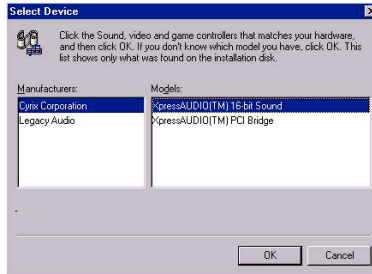 Select Device
Click the Sound, video and game controllers that matches your hardware,
and then click OK. If you don't know which model you have, click OK. This
list shows only what was found on the installation disk.
Manufacturers:
Models:
Cyrix Corporation
Legacy Audio
XpressAUDIO(TM) 16-bit Sound
XpressAUDIO(TM) PCI Bridge
OK
Cancel